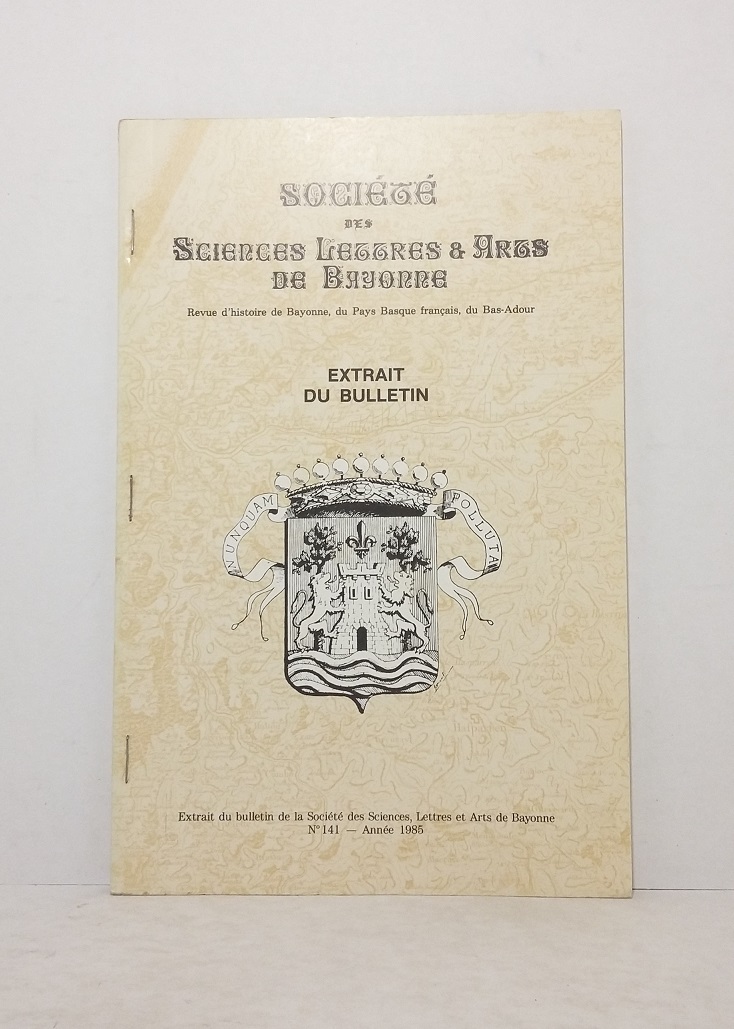 SOCIÉTÉ
DES
SCIENCES LETTRES & ARTS
DE BAYONNE
Revue d'histoire de Bayonne, du Pays Basque français, du Bas-Adour
EXTRAIT
DU BULLETIN
NUNQUAM POLLUTA
Extrait du bulletin de la Société des Sciences, Lettres et Arts de Bayonne
N° 141 — Année 1985